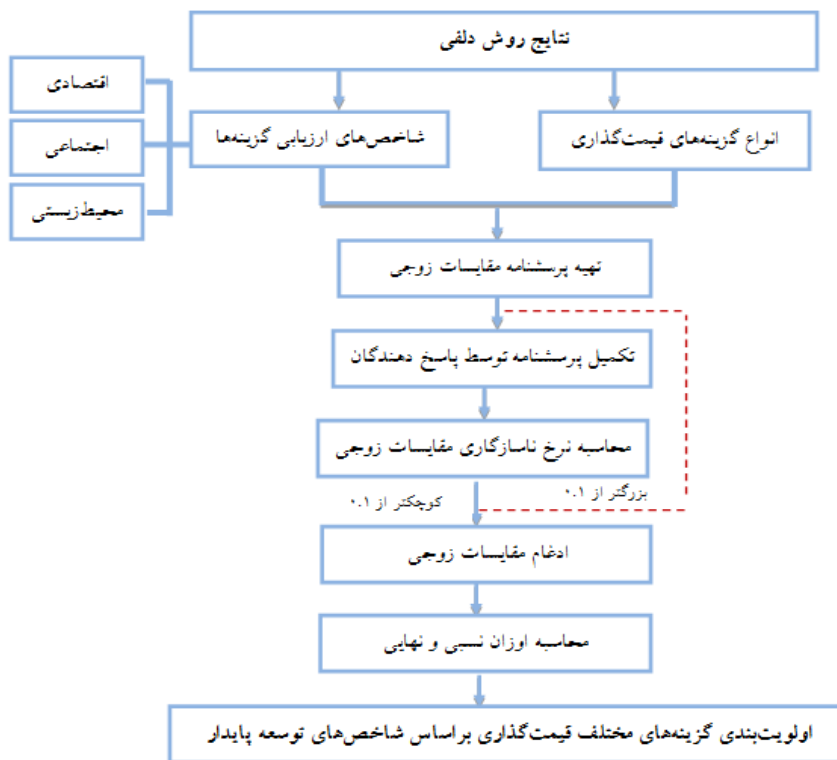 نتایج روش دلفی
اقتصادی
اجتماعی
محیط‌زیستی
شاخص‌های ارزیابی گزینه‌ها
انواع گزینه‌های قیمت‌گذاری
تهیه پرسشنامه مقایسات زوجی
تکمیل پرسشنامه توسط پاسخ دهندگان
محاسبه نرخ ناسازگاری مقایسات زوجی
بزرگتر از ۰.۱
کوچکتر از ۰.۱
ادغام مقایسات زوجی
محاسبه اوزان نسبی و نهایی
اولویت‌بندی گزینه‌های مختلف قیمت‌گذاری براساس شاخص‌های توسعه پایدار